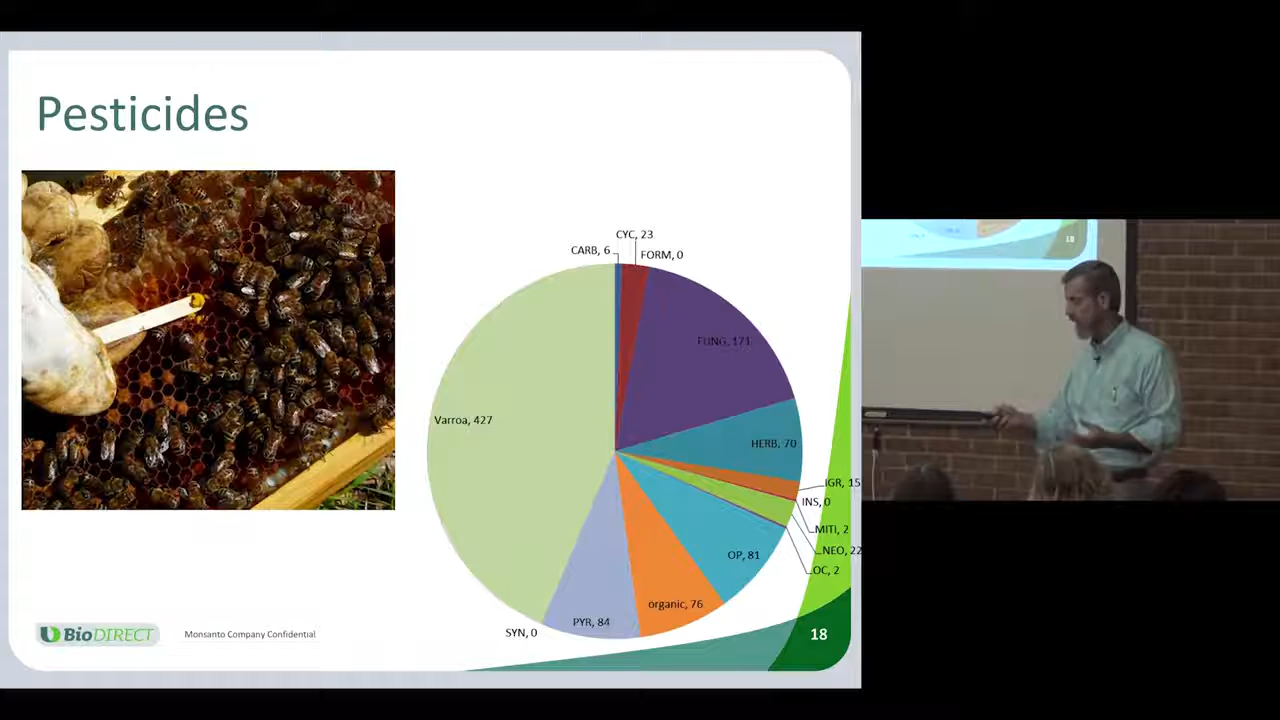 Pesticides
CYC, 23
CARB, 6
FORM, 0
FUNG, 171
Varroa, 427
HERB, 70
IGR, 15
INS, 0
MITI, 2
NEO, 22
OP, 81
OC, 2
organic, 76
PYR, 84
SYN, 0
BioDIRECT
Monsanto Company Confidential
18
18